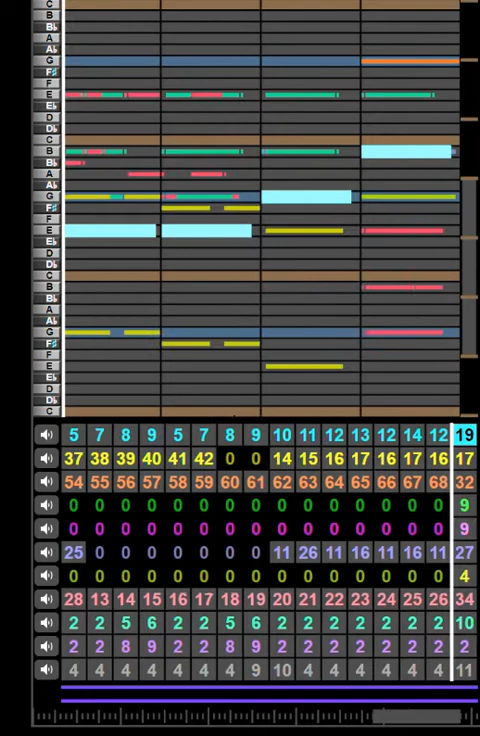 C
B
B♭
A
A♭
G
F♯
F
E
E♭
D
D♭
C
B
B♭
A
A♭
G
F♯
F
E
E♭
D
D♭
C
B
B♭
A
A♭
G
F♯
F
E
E♭
D
D♭
C
5 7 8 9 5 7 8 9 10 11 12 13 12 14 12 19
37 38 39 40 41 42 0 0 14 15 16 17 16 17 16 17
54 55 56 57 58 59 60 61 62 63 64 65 66 67 68 32
0 0 0 0 0 0 0 0 0 0 0 0 0 0 0 9
0 0 0 0 0 0 0 0 0 0 0 0 0 0 0 9
25 0 0 0 0 0 0 0 11 26 11 16 11 16 11 27
0 0 0 0 0 0 0 0 0 0 0 0 0 0 0 4
28 13 14 15 16 17 18 19 20 21 22 23 24 25 26 34
2 2 5 6 2 2 5 6 2 2 2 2 2 2 2 10
2 2 8 9 2 2 8 9 2 2 2 2 2 2 2 2
4 4 4 4 4 4 4 9 10 4 4 4 4 4 4 11